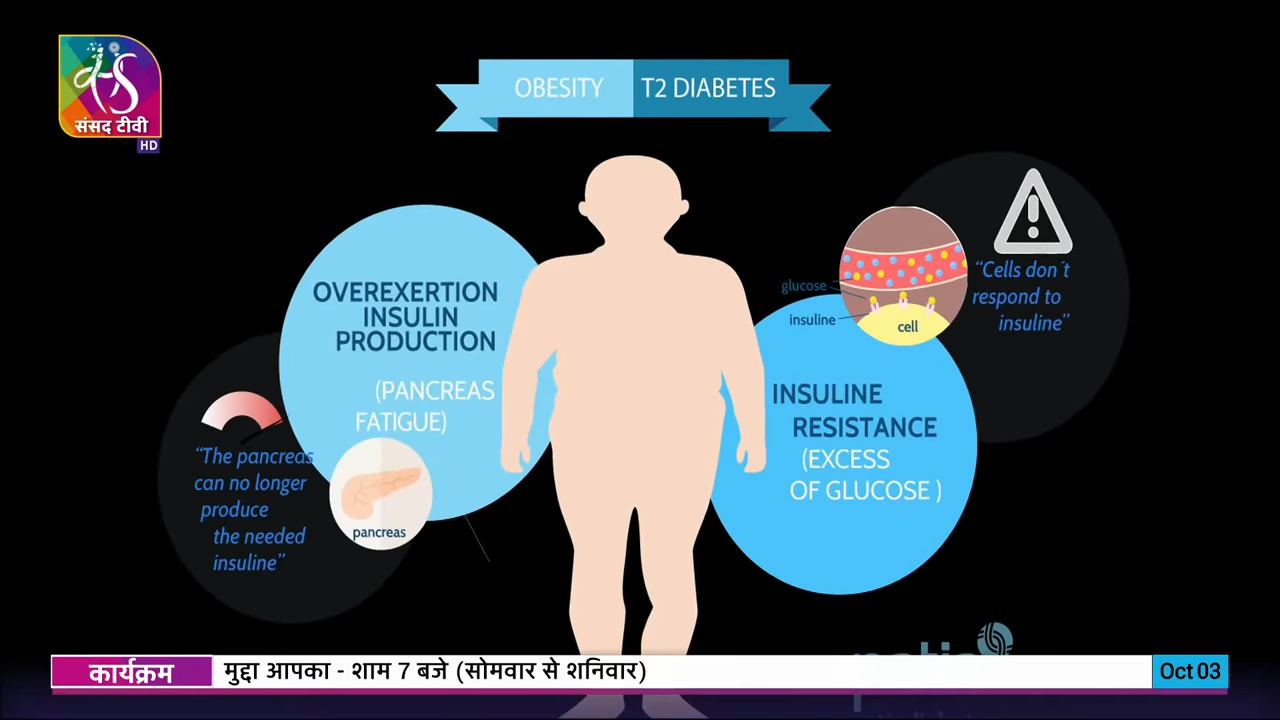 संसद टीवी
HD
OBESITY T2 DIABETES
OVEREXERTION
INSULIN
PRODUCTION
(PANCREAS
FATIGUE)
“The pancreas
can no longer
produce
the needed
insuline”
pancreas
glucose
insuline
cell
“Cells don´t
respond to
insuline”
INSULINE
RESISTANCE
(EXCESS
OF GLUCOSE )
कार्यक्रम
मुद्दा आपका - शाम 7 बजे (सोमवार से शनिवार)
Oct 03